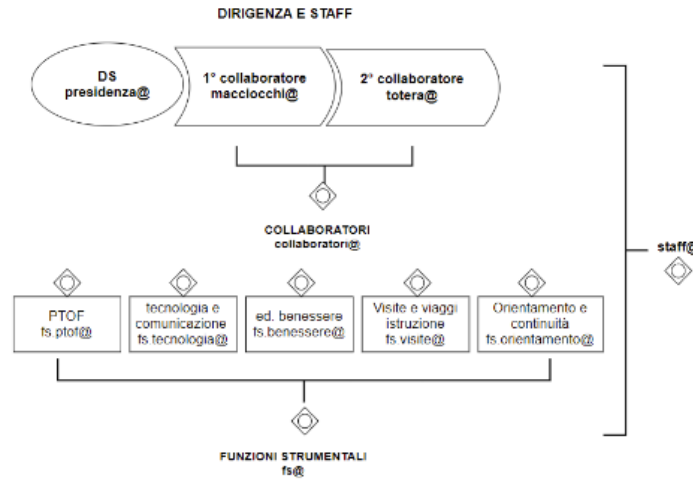 DIRIGENZA E STAFF
DS
presidenza@
1° collaboratore
macciocchi@
2° collaboratore
totera@
COLLABORATORI
collaboratori@
staff@
PTOF
fs.ptof@
tecnologia e
comunicazione
fs.tecnologia@
ed. benessere
fs.benessere@
Visite e viaggi
istruzione
fs.visite@
Orientamento e
continuità
fs.orientamento@
FUNZIONI STRUMENTALI
fs@